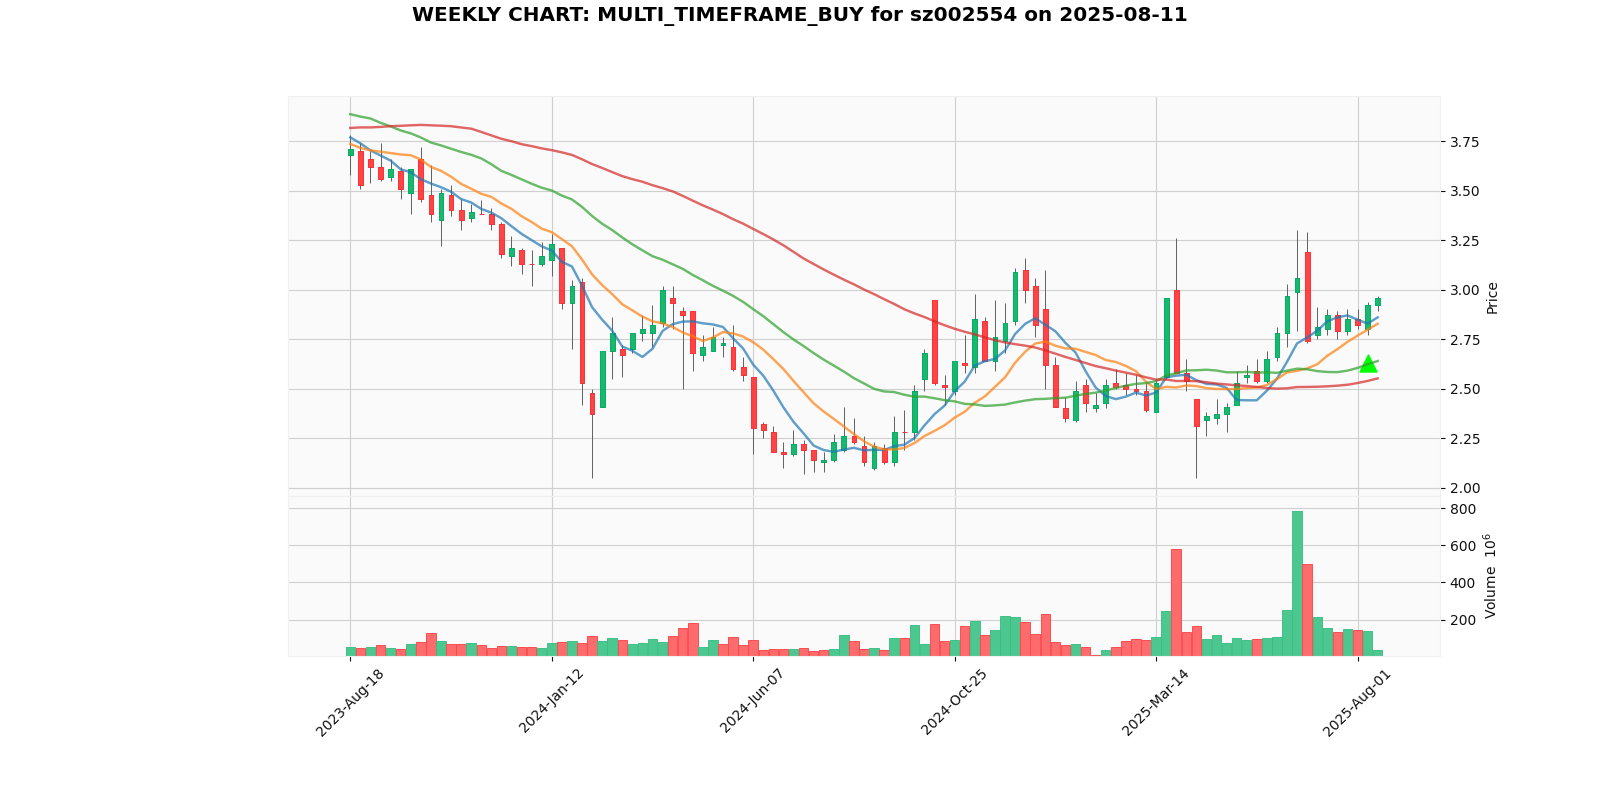 WEEKLY CHART: MULTI_TIMEFRAME_BUY for sz002554 on 2025-08-11
3.75
3.50
3.25
3.00
2.75
2.50
2.25
2.00
Price
800
600
400
200
Volume 10⁶
2023-Aug-18
2024-Jan-12
2024-Jun-07
2024-Oct-25
2025-Mar-14
2025-Aug-01